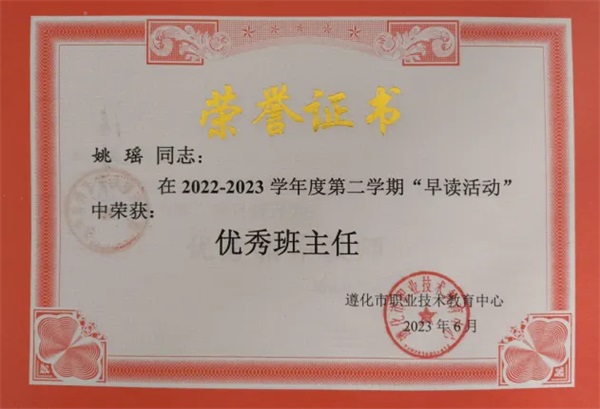 荣誉证书
姚瑶 同志：
在 2022-2023 学年度第二学期“早读活动”
中荣获：
优秀班主任
遵化市职业技术教育中心
2023 年 6 月